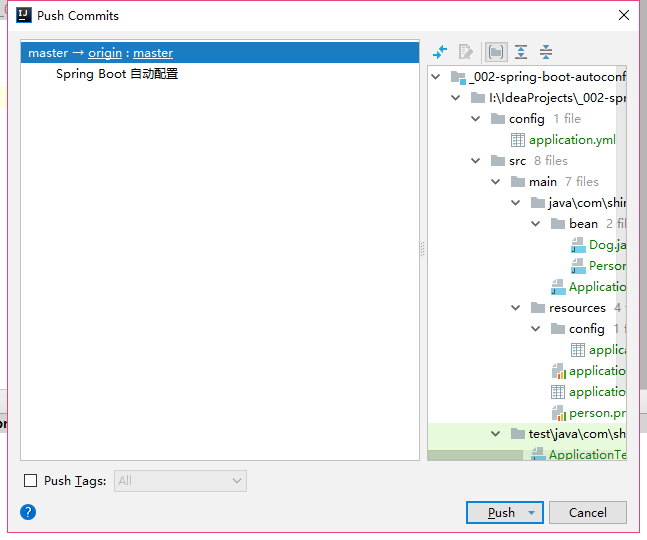 Push Commits
master → origin : master
Spring Boot 自动配置
_002-spring-boot-autoconf
I:\IdeaProjects\_002-spr
config 1 file
application.yml
src 8 files
main 7 files
java\com\shi
bean 2 fi
Dog.ja
Person
Applicatio
resources 4
config 1
applica
applicatio
applicatio
person.pr
test\java\com\sh
ApplicationTe
Push Tags: All
Push
Cancel